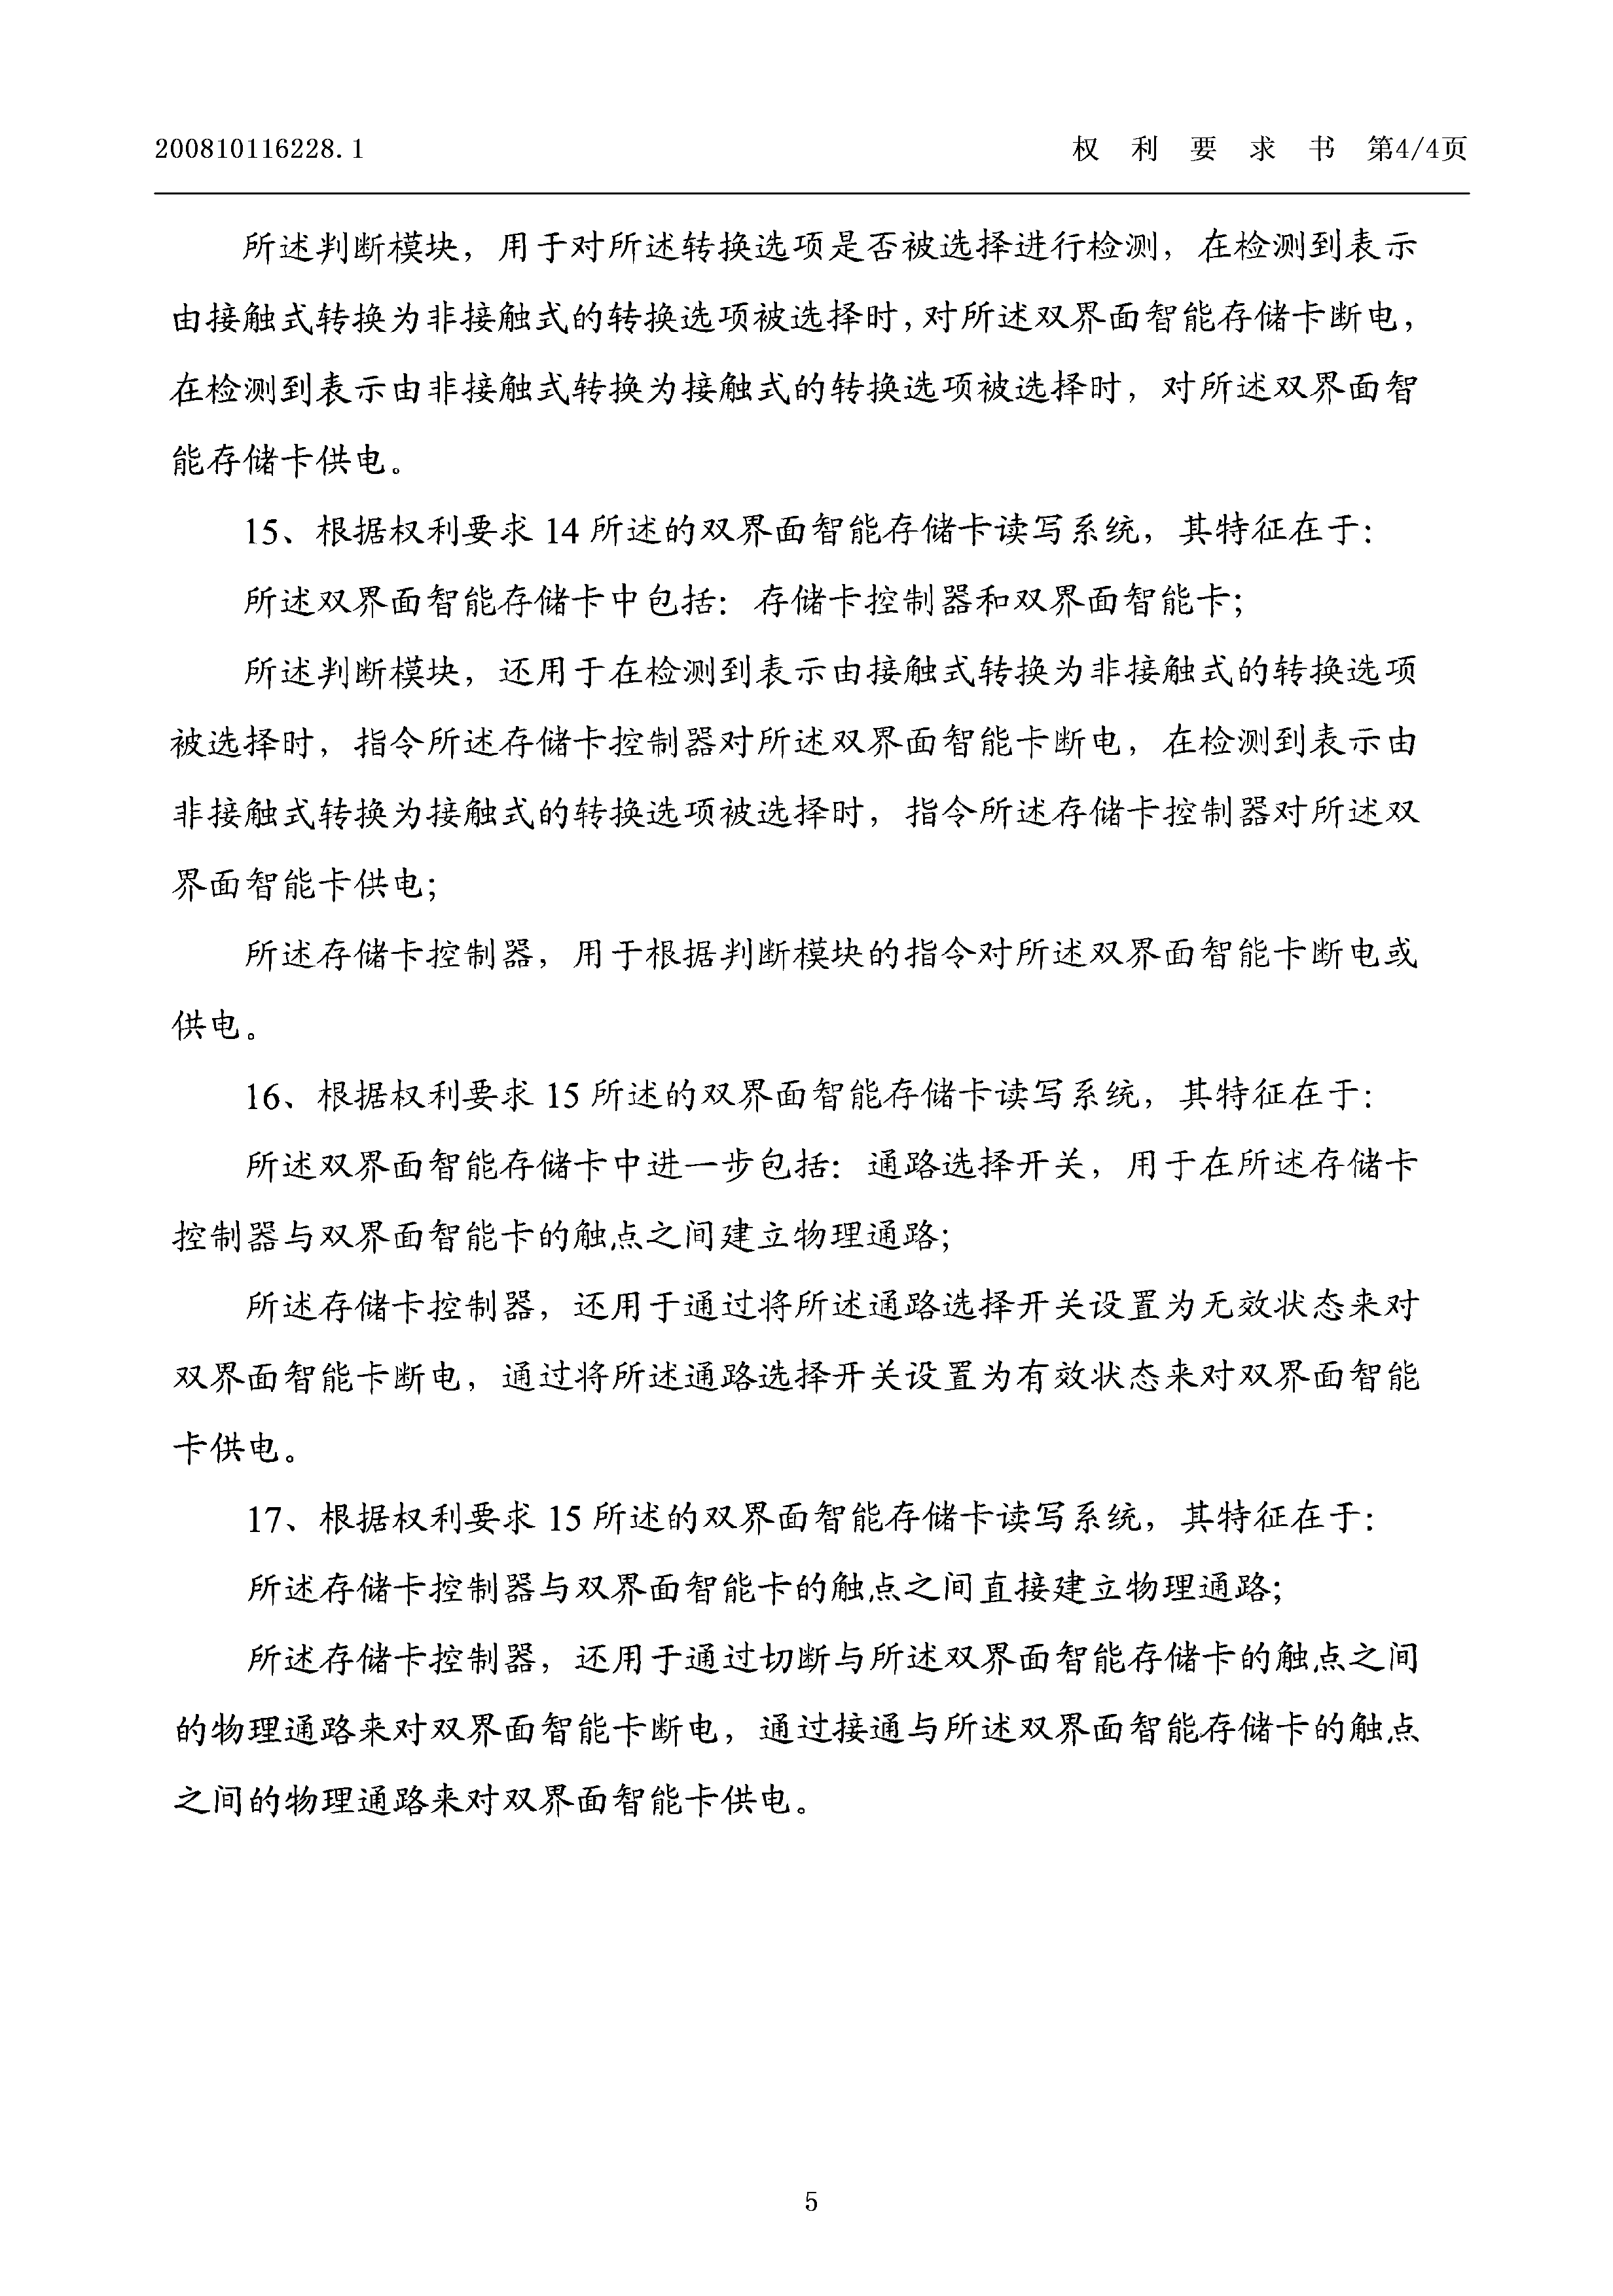 200810116228.1 权利要求书 第4/4页
所述判断模块，用于对所述转换选项是否被选择进行检测，在检测到表示
由接触式转换为非接触式的转换选项被选择时，对所述双界面智能存储卡断电，
在检测到表示由非接触式转换为接触式的转换选项被选择时，对所述双界面智
能存储卡供电。
15、根据权利要求 14 所述的双界面智能存储卡读写系统，其特征在于：
所述双界面智能存储卡中包括：存储卡控制器和双界面智能卡；
所述判断模块，还用于在检测到表示由接触式转换为非接触式的转换选项
被选择时，指令所述存储卡控制器对所述双界面智能卡断电，在检测到表示由
非接触式转换为接触式的转换选项被选择时，指令所述存储卡控制器对所述双
界面智能卡供电；
所述存储卡控制器，用于根据判断模块的指令对所述双界面智能卡断电或
供电。
16、根据权利要求 15 所述的双界面智能存储卡读写系统，其特征在于：
所述双界面智能存储卡中进一步包括：通路选择开关，用于在所述存储卡
控制器与双界面智能卡的触点之间建立物理通路；
所述存储卡控制器，还用于通过将所述通路选择开关设置为无效状态来对
双界面智能卡断电，通过将所述通路选择开关设置为有效状态来对双界面智能
卡供电。
17、根据权利要求 15 所述的双界面智能存储卡读写系统，其特征在于：
所述存储卡控制器与双界面智能卡的触点之间直接建立物理通路；
所述存储卡控制器，还用于通过切断与所述双界面智能存储卡的触点之间
的物理通路来对双界面智能卡断电，通过接通与所述双界面智能存储卡的触点
之间的物理通路来对双界面智能卡供电。
5